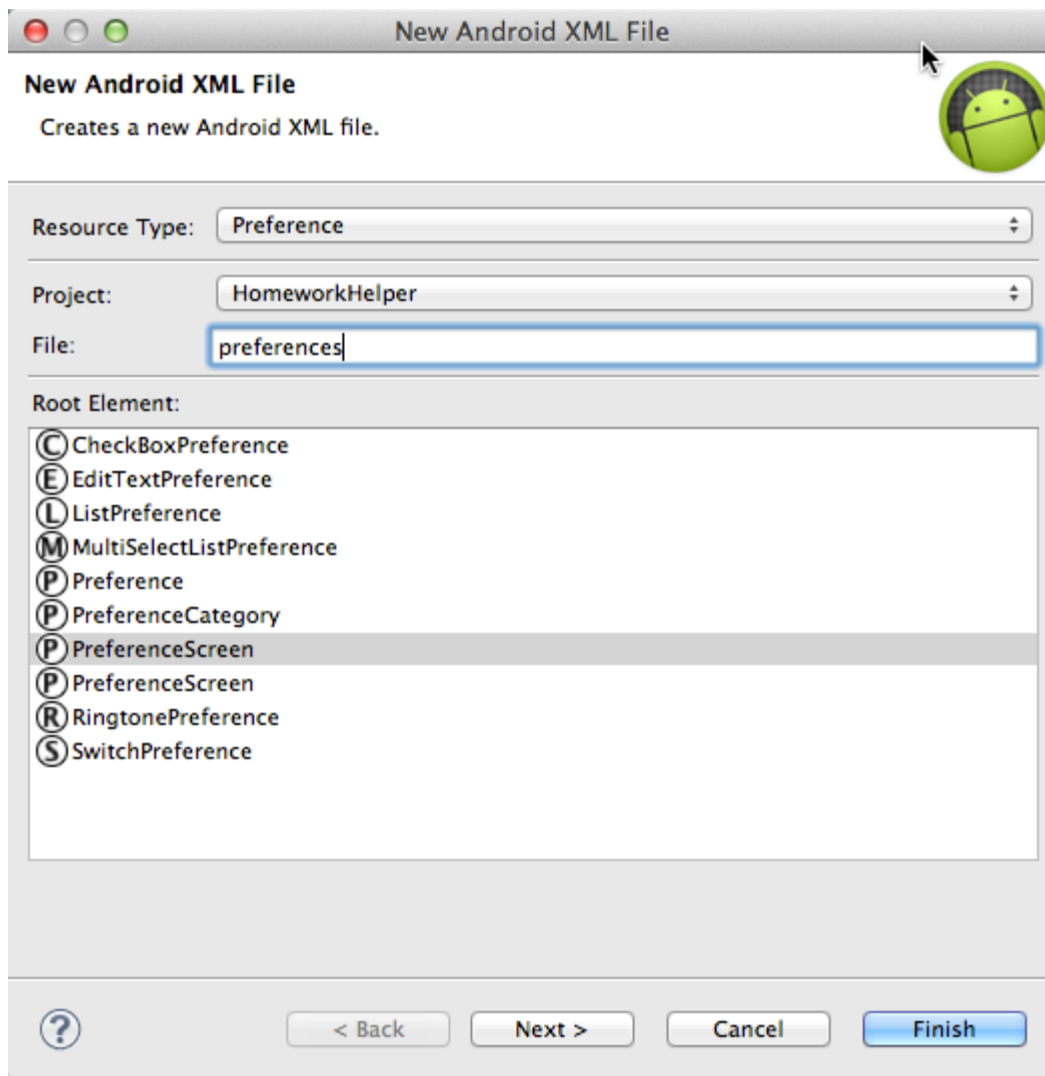 New Android XML File
New Android XML File
Creates a new Android XML file.
Resource Type: Preference
Project: HomeworkHelper
File: preferences
Root Element:
C CheckBoxPreference
E EditTextPreference
L ListPreference
M MultiSelectListPreference
P Preference
P PreferenceCategory
P PreferenceScreen
P PreferenceScreen
R RingtonePreference
S SwitchPreference
? < Back Next > Cancel Finish